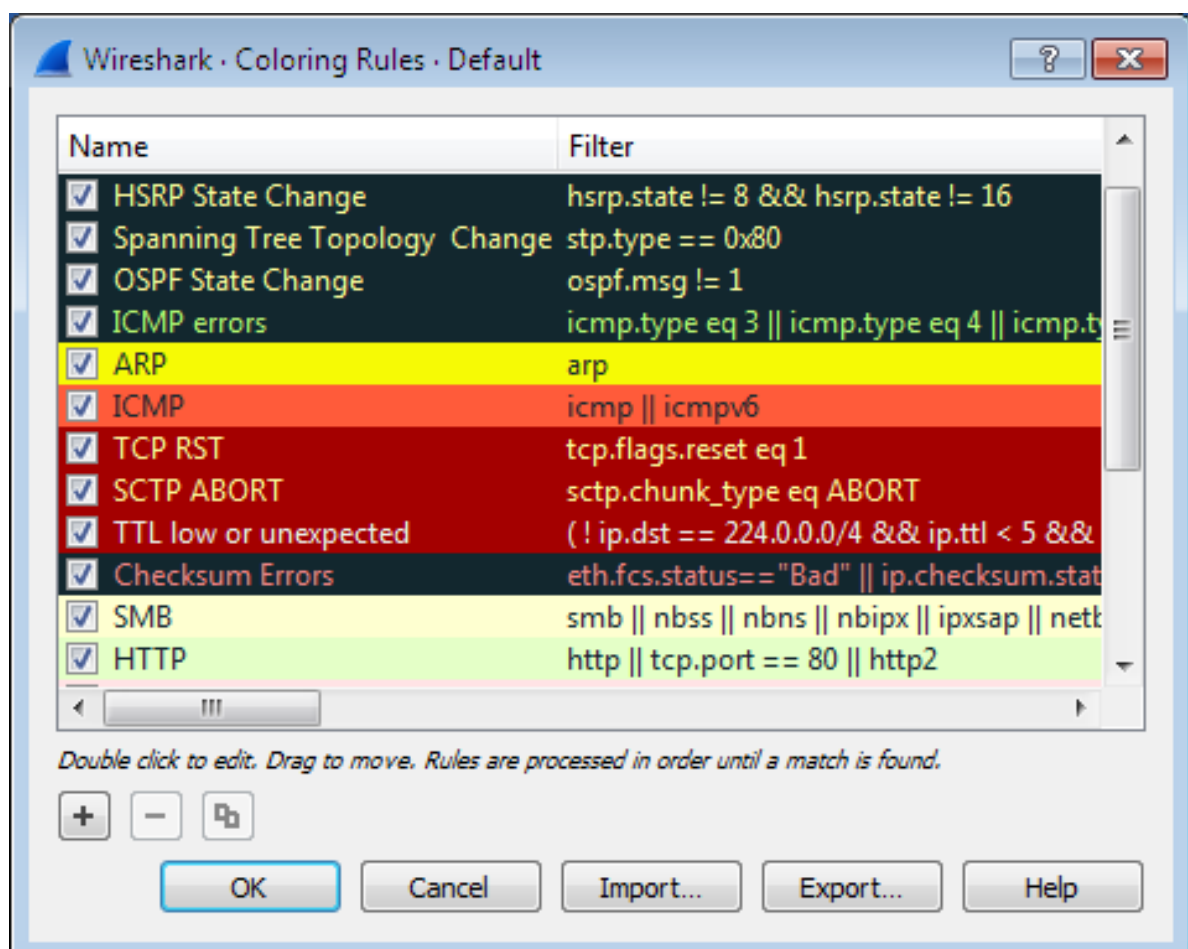 Wireshark · Coloring Rules · Default
Name Filter
HSRP State Change hsrp.state != 8 && hsrp.state != 16
Spanning Tree Topology  Change stp.type == 0x80
OSPF State Change ospf.msg != 1
ICMP errors icmp.type eq 3 || icmp.type eq 4 || icmp.ty
ARP arp
ICMP icmp || icmpv6
TCP RST tcp.flags.reset eq 1
SCTP ABORT sctp.chunk_type eq ABORT
TTL low or unexpected ( ! ip.dst == 224.0.0.0/4 && ip.ttl < 5 &&
Checksum Errors eth.fcs.status=="Bad" || ip.checksum.stat
SMB smb || nbss || nbns || nbipx || ipxsap || netb
HTTP http || tcp.port == 80 || http2
Double click to edit. Drag to move. Rules are processed in order until a match is found.
OK Cancel Import... Export... Help